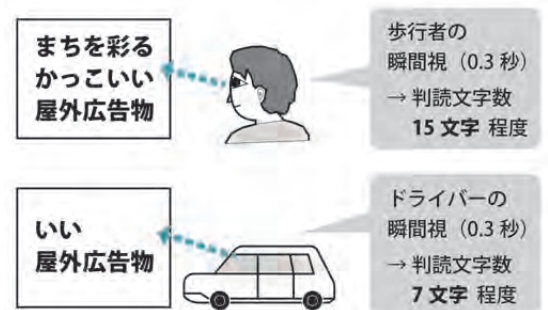 まちを彩る
かっこいい
屋外広告物
歩行者の
瞬間視（0.3 秒）
→ 判読文字数
15 文字 程度
いい
屋外広告物
ドライバーの
瞬間視（0.3 秒）
→ 判読文字数
7 文字 程度